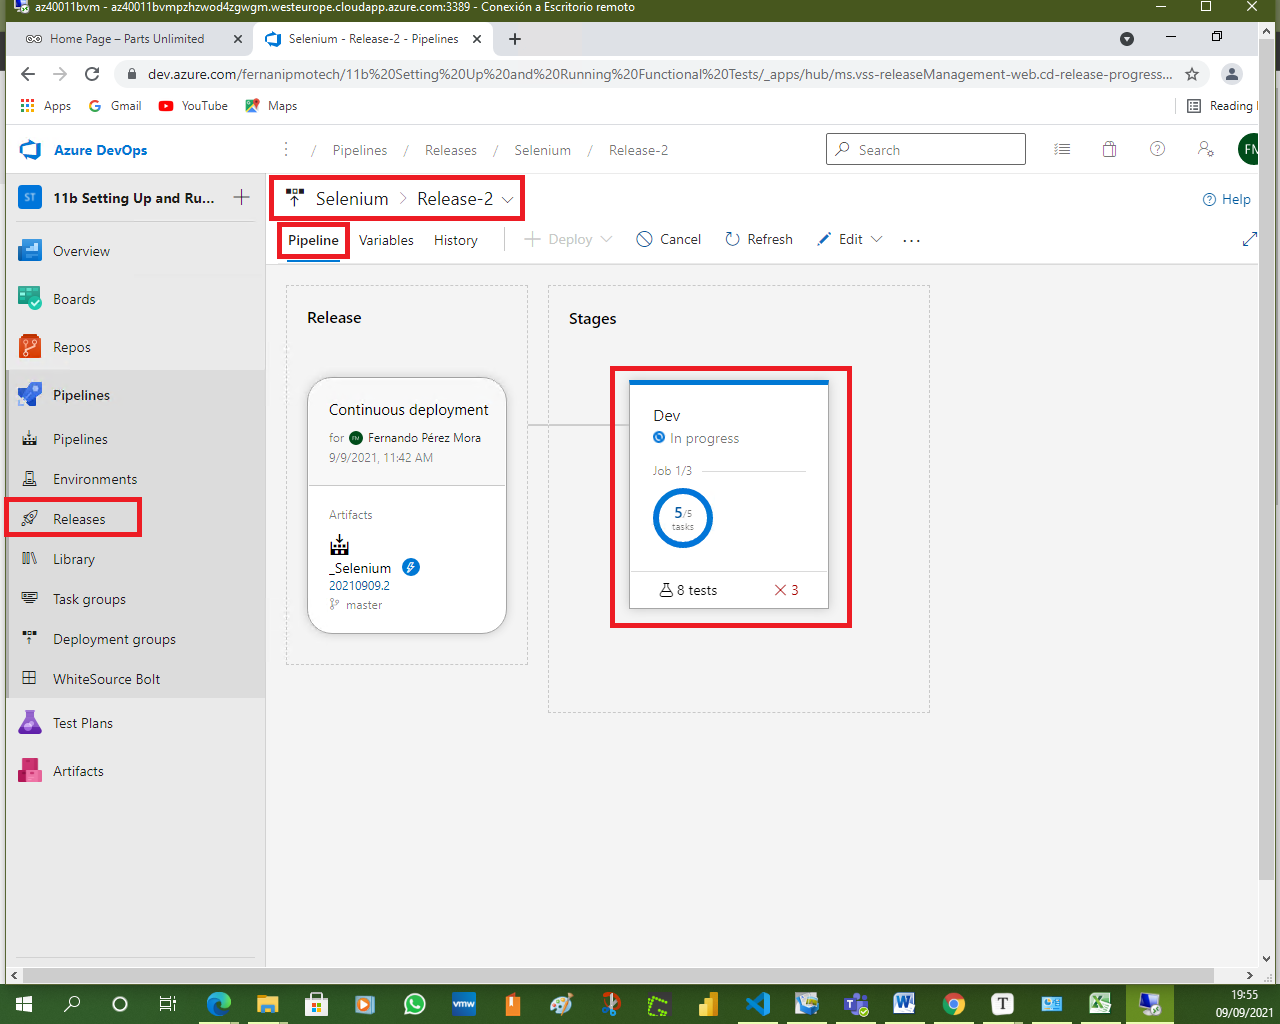 az40011bvm - az40011bvmpzhzwod4zgwgm.westeurope.cloudapp.azure.com:3389 - Conexión a Escritorio remoto
Home Page – Parts Unlimited
Selenium - Release-2 - Pipelines
dev.azure.com/fernanipmotech/11b%20Setting%20Up%20and%20Running%20Functional%20Tests/_apps/hub/ms.vss-releaseManagement-web.cd-release-progress...
Apps
Gmail
YouTube
Maps
Reading
Azure DevOps
/ Pipelines / Releases / Selenium / Release-2
Search
FM
ST
11b Setting Up and Ru...
Selenium > Release-2
Help
Pipeline
Variables
History
Deploy
Cancel
Refresh
Edit
...
Overview
Boards
Repos
Pipelines
Pipelines
Environments
Releases
Library
Task groups
Deployment groups
WhiteSource Bolt
Test Plans
Artifacts
Release
Continuous deployment
for FM Fernando Pérez Mora
9/9/2021, 11:42 AM
Artifacts
_Selenium
20210909.2
master
Stages
Dev
In progress
Job 1/3
5/5
tasks
8 tests
3
vmw
19:55
09/09/2021